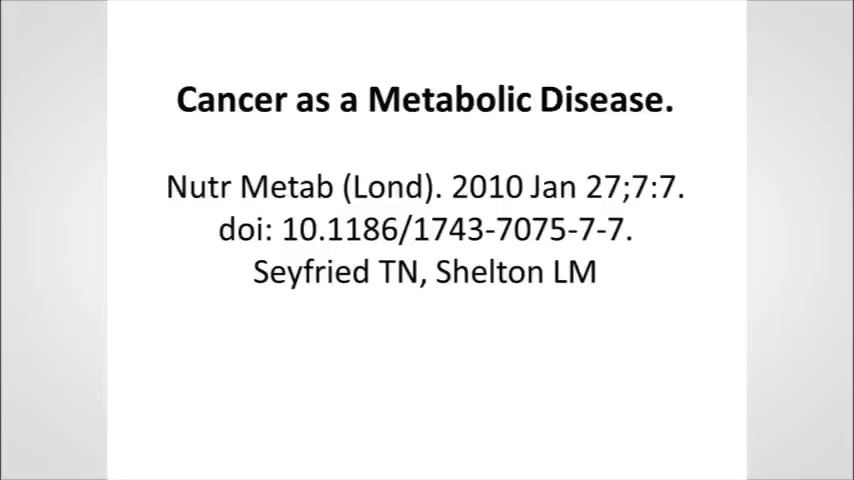 Cancer as a Metabolic Disease.
Nutr Metab (Lond). 2010 Jan 27;7:7.
doi: 10.1186/1743-7075-7-7.
Seyfried TN, Shelton LM